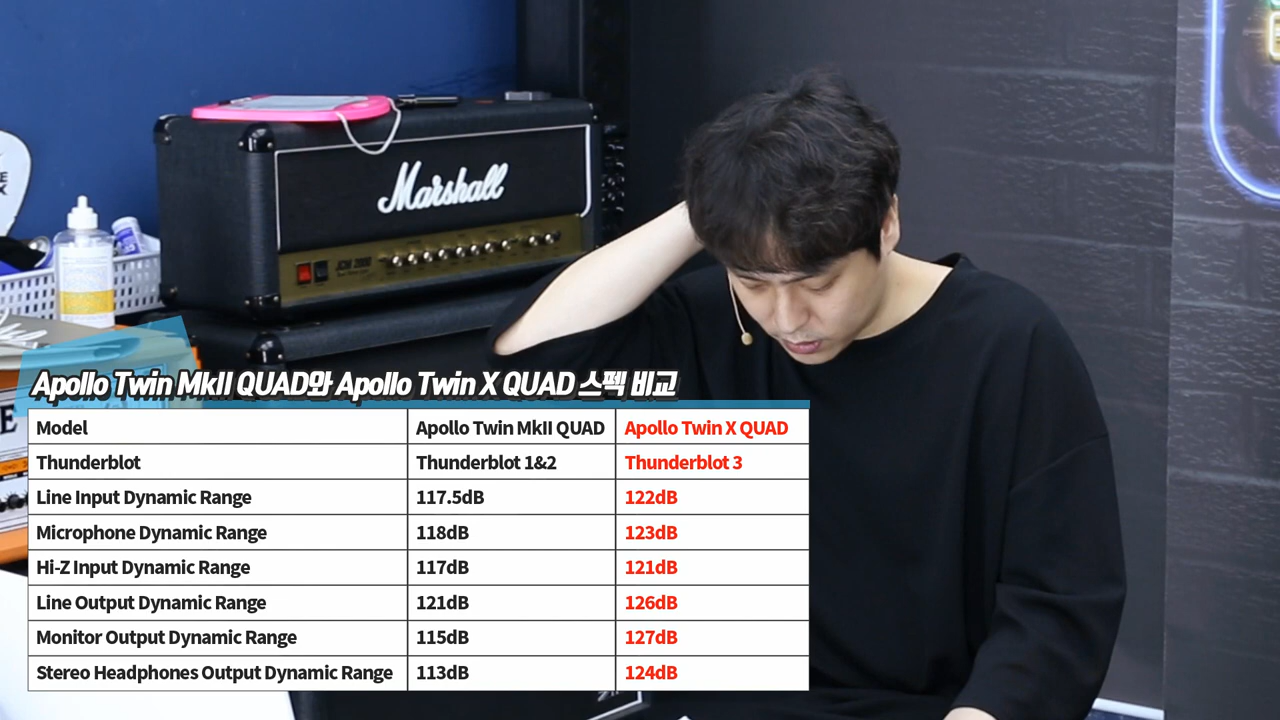 Marshall
JCM 2000
Apollo Twin MkII QUAD와 Apollo Twin X QUAD 스펙 비교
Model Apollo Twin MkII QUAD Apollo Twin X QUAD
Thunderblot Thunderblot 1&2 Thunderblot 3
Line Input Dynamic Range 117.5dB 122dB
Microphone Dynamic Range 118dB 123dB
Hi-Z Input Dynamic Range 117dB 121dB
Line Output Dynamic Range 121dB 126dB
Monitor Output Dynamic Range 115dB 127dB
Stereo Headphones Output Dynamic Range 113dB 124dB